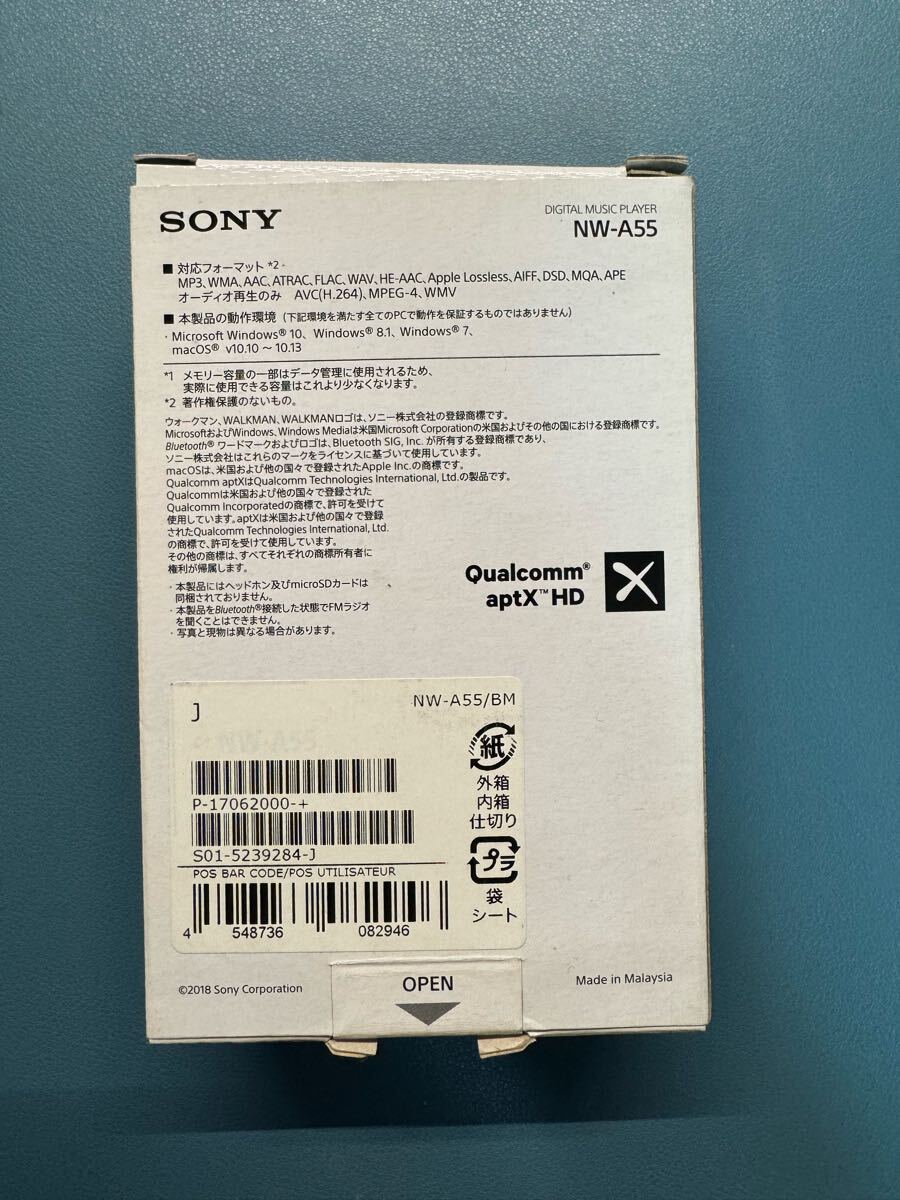 SONY
DIGITAL MUSIC PLAYER
NW-A55
■ 対応フォーマット *2
MP3、WMA、AAC、ATRAC、FLAC、WAV、HE-AAC、Apple Lossless、AIFF、DSD、MQA、APE
オーディオ再生のみ AVC(H.264)、MPEG-4、WMV
■ 本製品の動作環境（下記環境を満たす全てのPCで動作を保証するものではありません）
・Microsoft Windows® 10、Windows® 8.1、Windows® 7、
macOS® v10.10 ~ 10.13
*1 メモリー容量の一部はデータ管理に使用されるため、
実際に使用できる容量はこれより少なくなります。
*2 著作権保護のないもの。
ウォークマン、WALKMAN、WALKMANロゴは、ソニー株式会社の登録商標です。
MicrosoftおよびWindows、Windows Mediaは米国Microsoft Corporationの米国およびその他の国における登録商標です。
Bluetooth® ワードマークおよびロゴは、Bluetooth SIG, Inc. が所有する登録商標であり、
ソニー株式会社はこれらのマークをライセンスに基づいて使用しています。
macOSは、米国および他の国々で登録されたApple Inc.の商標です。
Qualcomm aptXはQualcomm Technologies International, Ltd.の製品です。
Qualcommは米国および他の国々で登録された
Qualcomm Incorporatedの商標で、許可を受けて
使用しています。aptXは米国および他の国々で登録
されたQualcomm Technologies International, Ltd.
の商標で、許可を受けて使用しています。
その他の商標は、すべてそれぞれの商標所有者に
権利が帰属します。
・本製品にはヘッドホン及びmicroSDカードは
同梱されておりません。
・本製品をBluetooth®接続した状態でFMラジオ
を聞くことはできません。
・写真と現物は異なる場合があります。
Qualcomm®
aptX™ HD
J
NW-A55/BM
P-17062000-+
S01-5239284-J
POS BAR CODE/POS UTILISATEUR
4 548736 082946
紙
外箱
内箱
仕切り
プラ
袋
シート
©2018 Sony Corporation
OPEN
Made in Malaysia